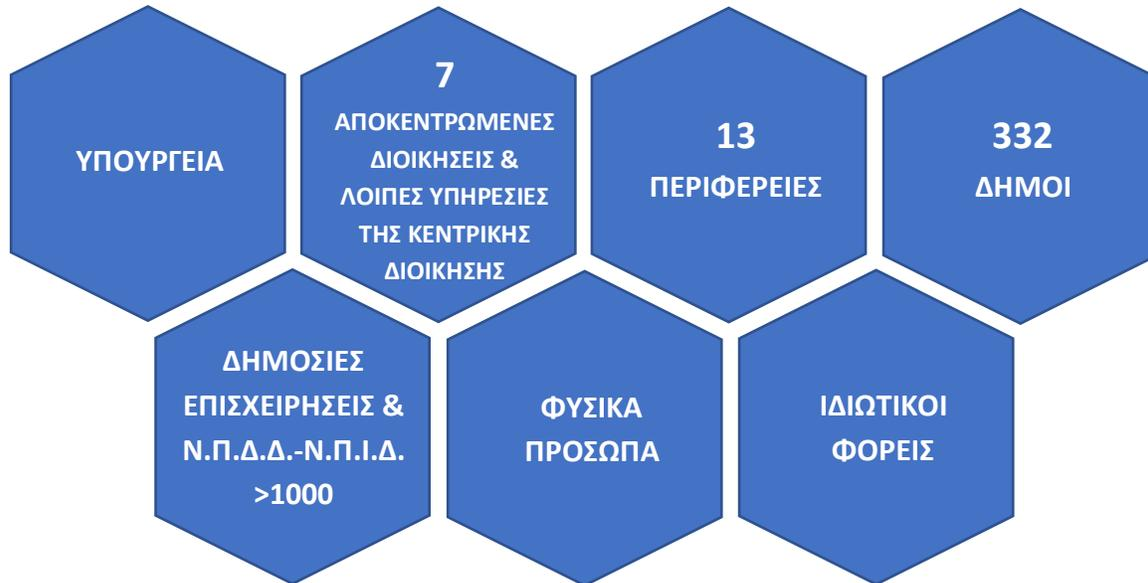 ΥΠΟΥΡΓΕΙΑ
7
ΑΠΟΚΕΝΤΡΩΜΕΝΕΣ
ΔΙΟΙΚΗΣΕΙΣ &
ΛΟΙΠΕΣ ΥΠΗΡΕΣΙΕΣ
ΤΗΣ ΚΕΝΤΡΙΚΗΣ
ΔΙΟΙΚΗΣΗΣ
13
ΠΕΡΙΦΕΡΕΙΕΣ
332
ΔΗΜΟΙ
ΔΗΜΟΣΙΕΣ
ΕΠΙΣΧΕΙΡΗΣΕΙΣ &
Ν.Π.Δ.Δ.-Ν.Π.Ι.Δ.
>1000
ΦΥΣΙΚΑ
ΠΡΟΣΩΠΑ
ΙΔΙΩΤΙΚΟΙ
ΦΟΡΕΙΣ